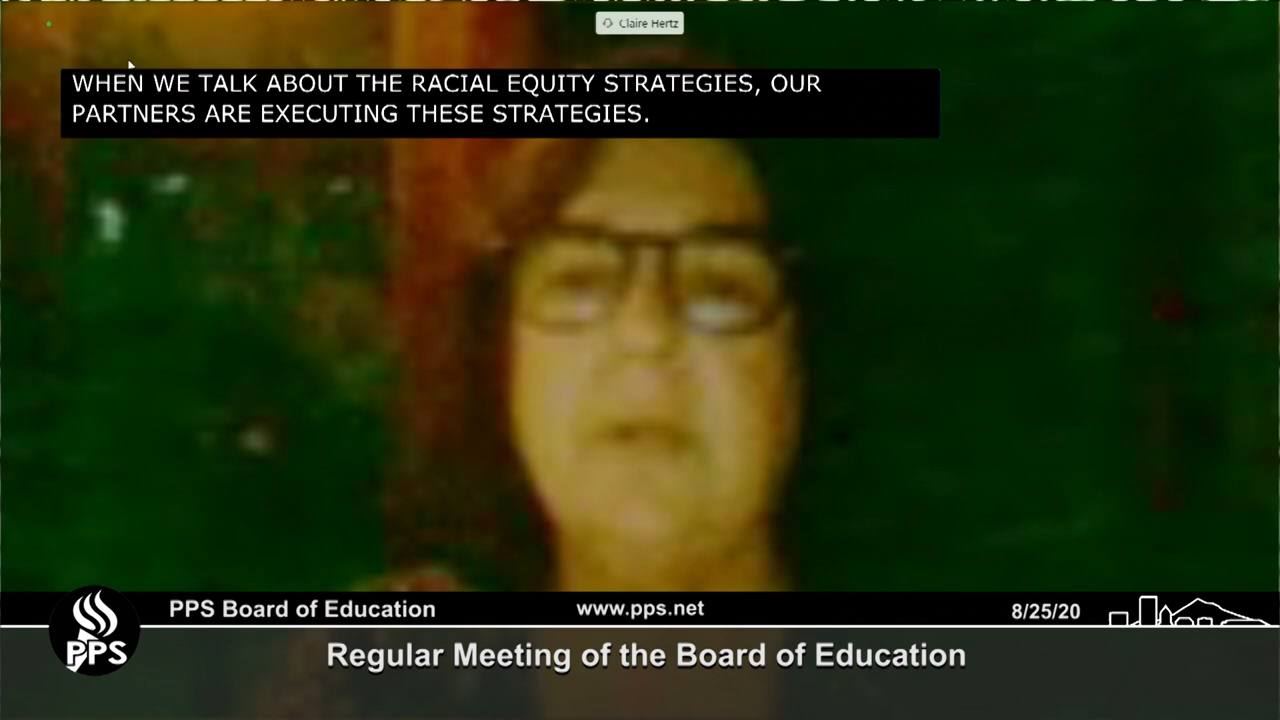 Claire Hertz
WHEN WE TALK ABOUT THE RACIAL EQUITY STRATEGIES, OUR
PARTNERS ARE EXECUTING THESE STRATEGIES.
PPS Board of Education
www.pps.net
8/25/20
PPS
Regular Meeting of the Board of Education